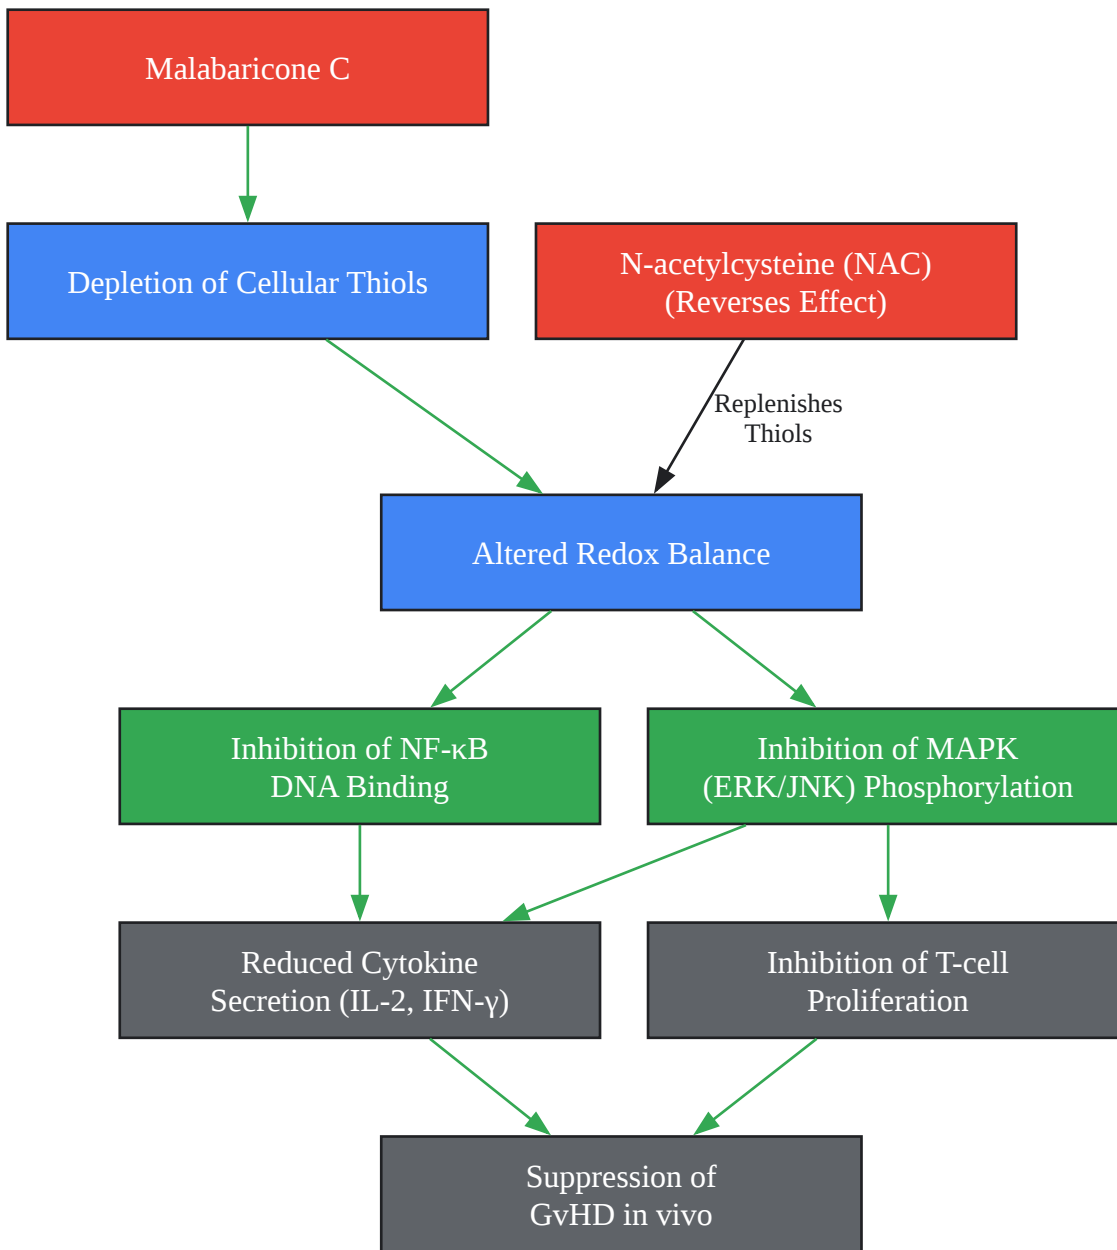 Malabaricone C
Depletion of Cellular Thiols
N-acetylcysteine (NAC)
(Reverses Effect)
Replenishes
Thiols
Altered Redox Balance
Inhibition of NF-κB
DNA Binding
Inhibition of MAPK
(ERK/JNK) Phosphorylation
Reduced Cytokine
Secretion (IL-2, IFN-γ)
Inhibition of T-cell
Proliferation
Suppression of
GvHD in vivo